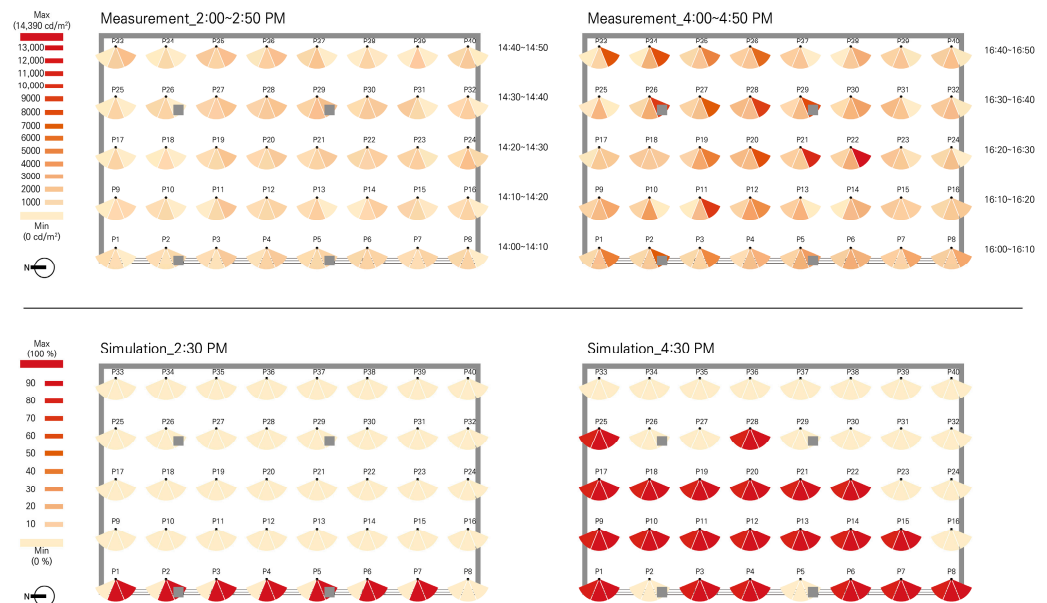 Max
(14,390 cd/m²)
13,000
12,000
11,000
10,000
9000
8000
7000
6000
5000
4000
3000
2000
1000
Min
(0 cd/m²)
N
Measurement_2:00~2:50 PM
P33 P34 P35 P36 P37 P38 P39 P40 14:40~14:50
P25 P26 P27 P28 P29 P30 P31 P32 14:30~14:40
P17 P18 P19 P20 P21 P22 P23 P24 14:20~14:30
P9 P10 P11 P12 P13 P14 P15 P16 14:10~14:20
P1 P2 P3 P4 P5 P6 P7 P8 14:00~14:10
Measurement_4:00~4:50 PM
P33 P34 P35 P36 P37 P38 P39 P40 16:40~16:50
P25 P26 P27 P28 P29 P30 P31 P32 16:30~16:40
P17 P18 P19 P20 P21 P22 P23 P24 16:20~16:30
P9 P10 P11 P12 P13 P14 P15 P16 16:10~16:20
P1 P2 P3 P4 P5 P6 P7 P8 16:00~16:10
Max
(100 %)
90
80
70
60
50
40
30
20
10
Min
(0 %)
N
Simulation_2:30 PM
P33 P34 P35 P36 P37 P38 P39 P40
P25 P26 P27 P28 P29 P30 P31 P32
P17 P18 P19 P20 P21 P22 P23 P24
P9 P10 P11 P12 P13 P14 P15 P16
P1 P2 P3 P4 P5 P6 P7 P8
Simulation_4:30 PM
P33 P34 P35 P36 P37 P38 P39 P40
P25 P26 P27 P28 P29 P30 P31 P32
P17 P18 P19 P20 P21 P22 P23 P24
P9 P10 P11 P12 P13 P14 P15 P16
P1 P2 P3 P4 P5 P6 P7 P8